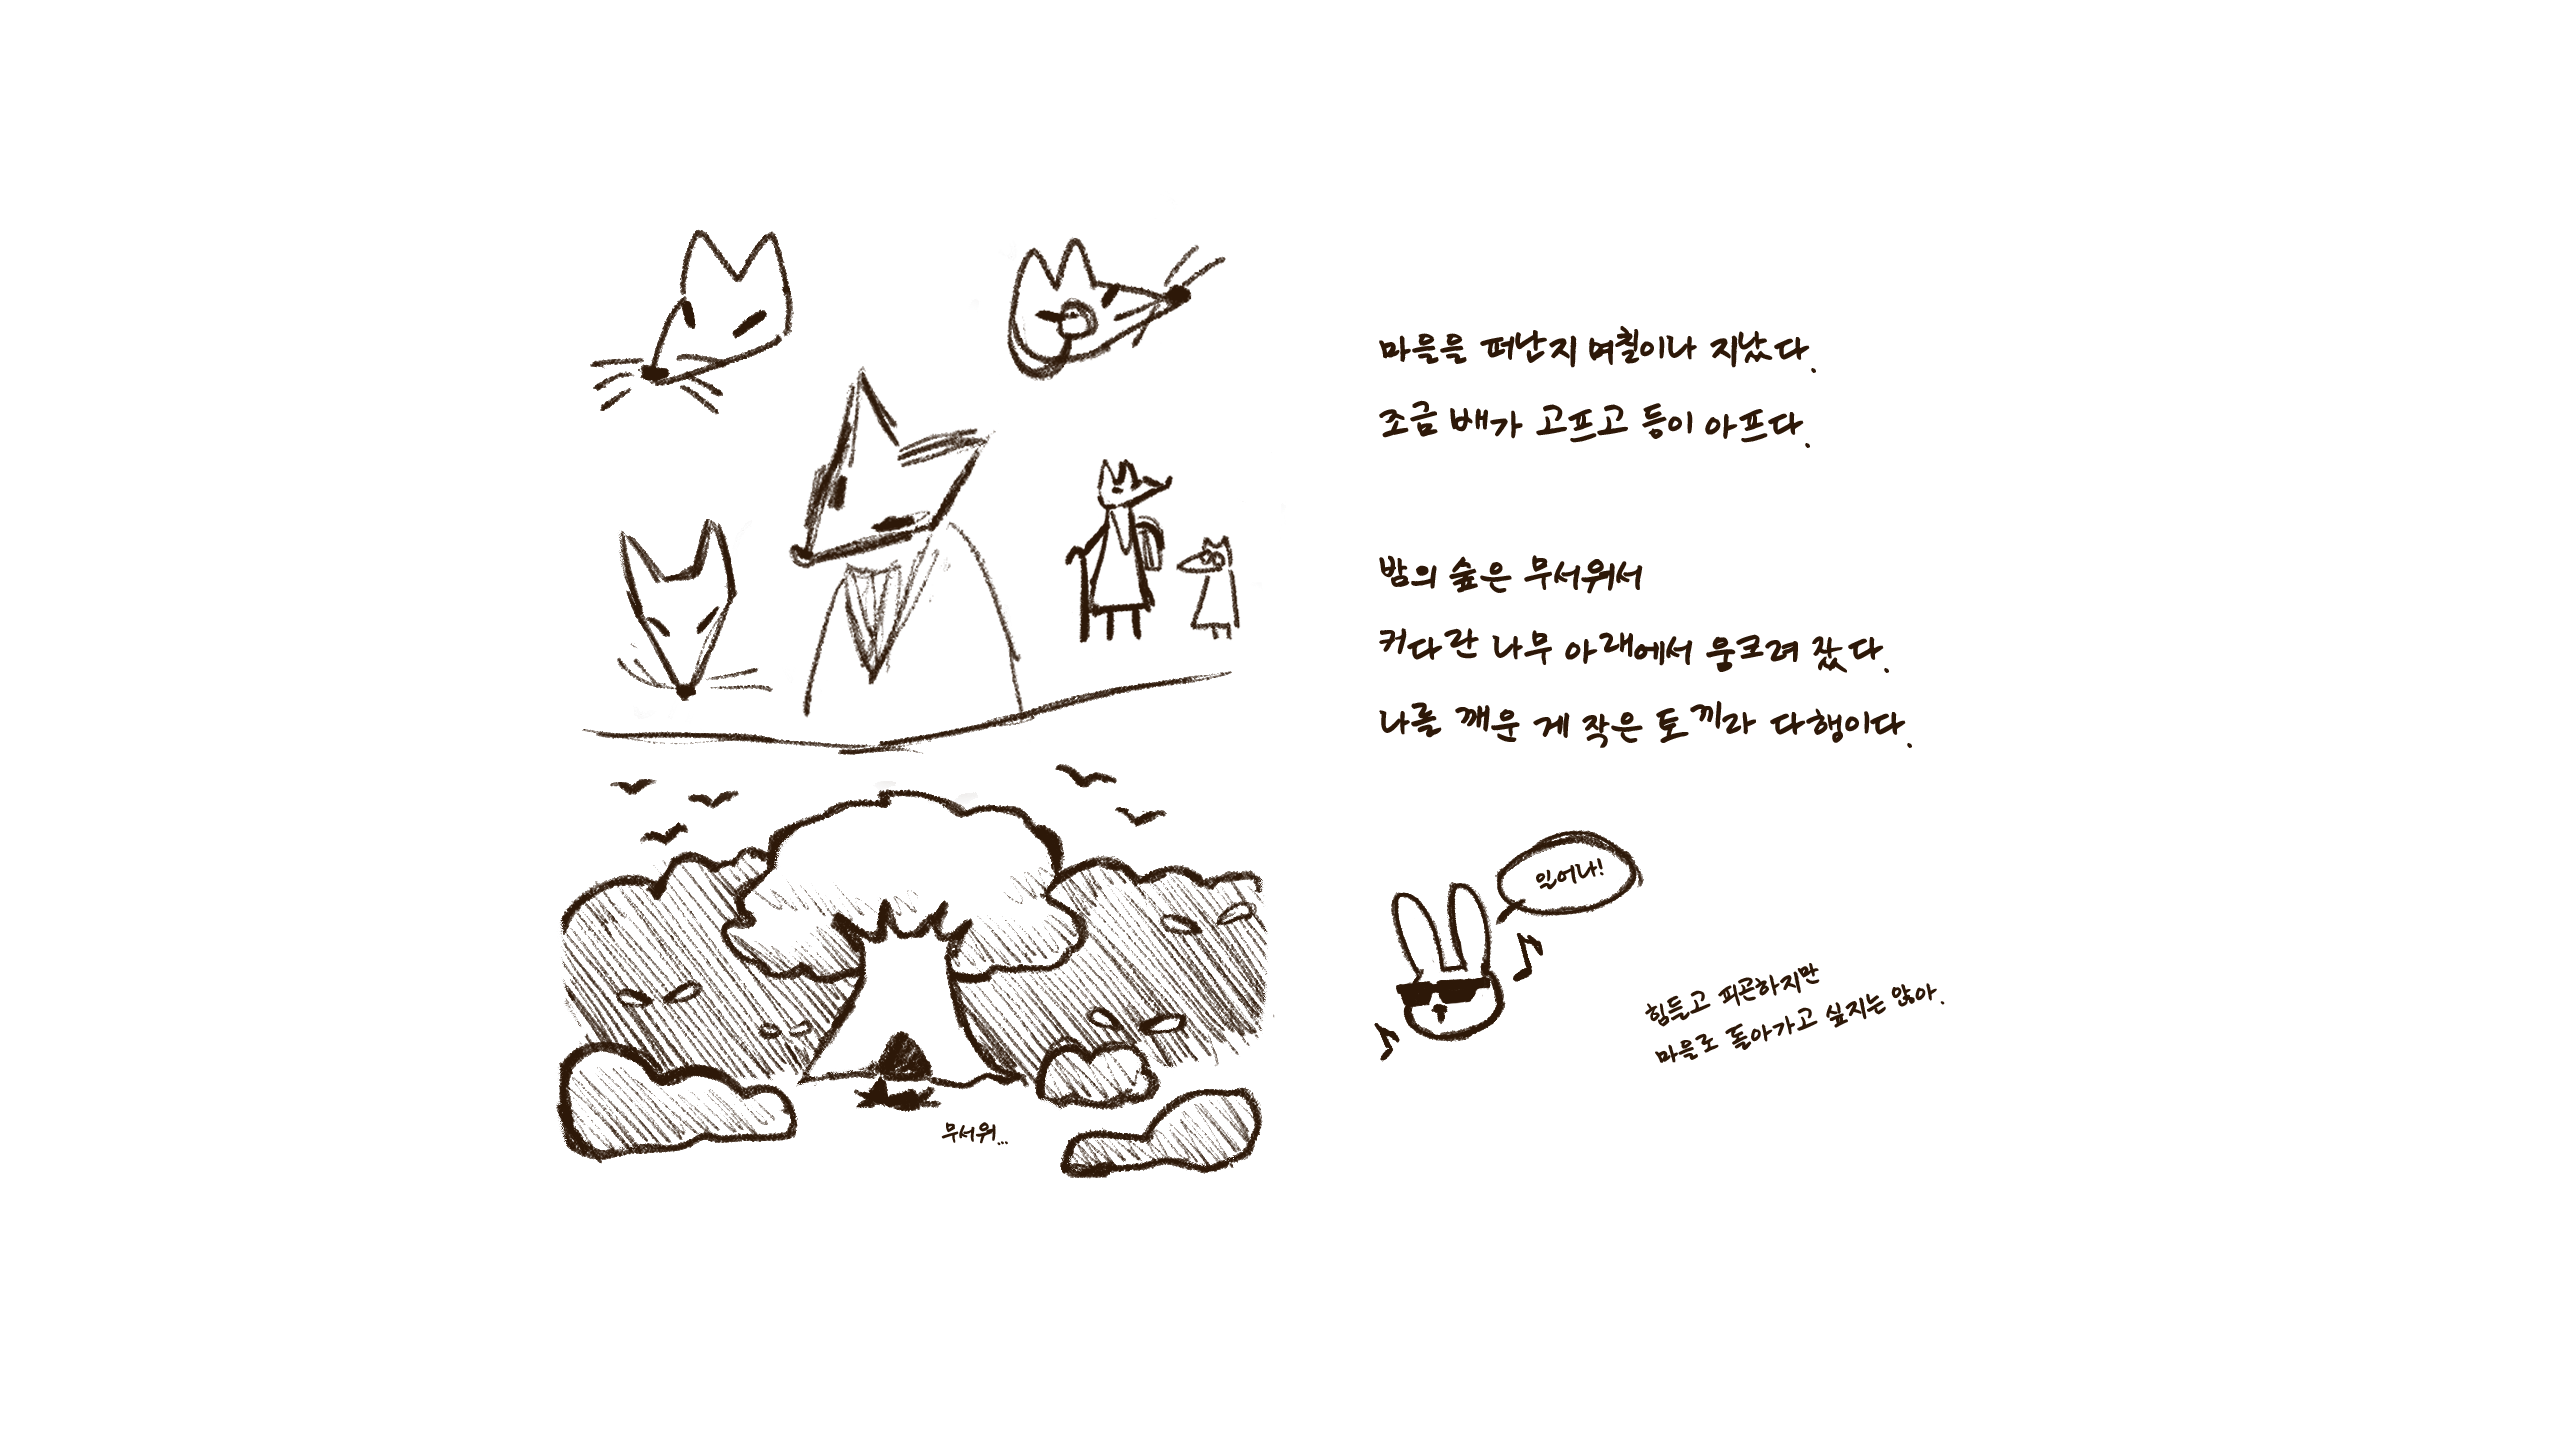 마을을 떠난지 며칠이나 지났다.
조금 배가 고프고 등이 아프다.
밤의 숲은 무서워서
커다란 나무 아래에서 웅크려 잤다.
나를 깨운 게 작은 토끼라 다행이다.
일어나!
힘들고 피곤하지만
마을로 돌아가고 싶지는 않아.
무서워...